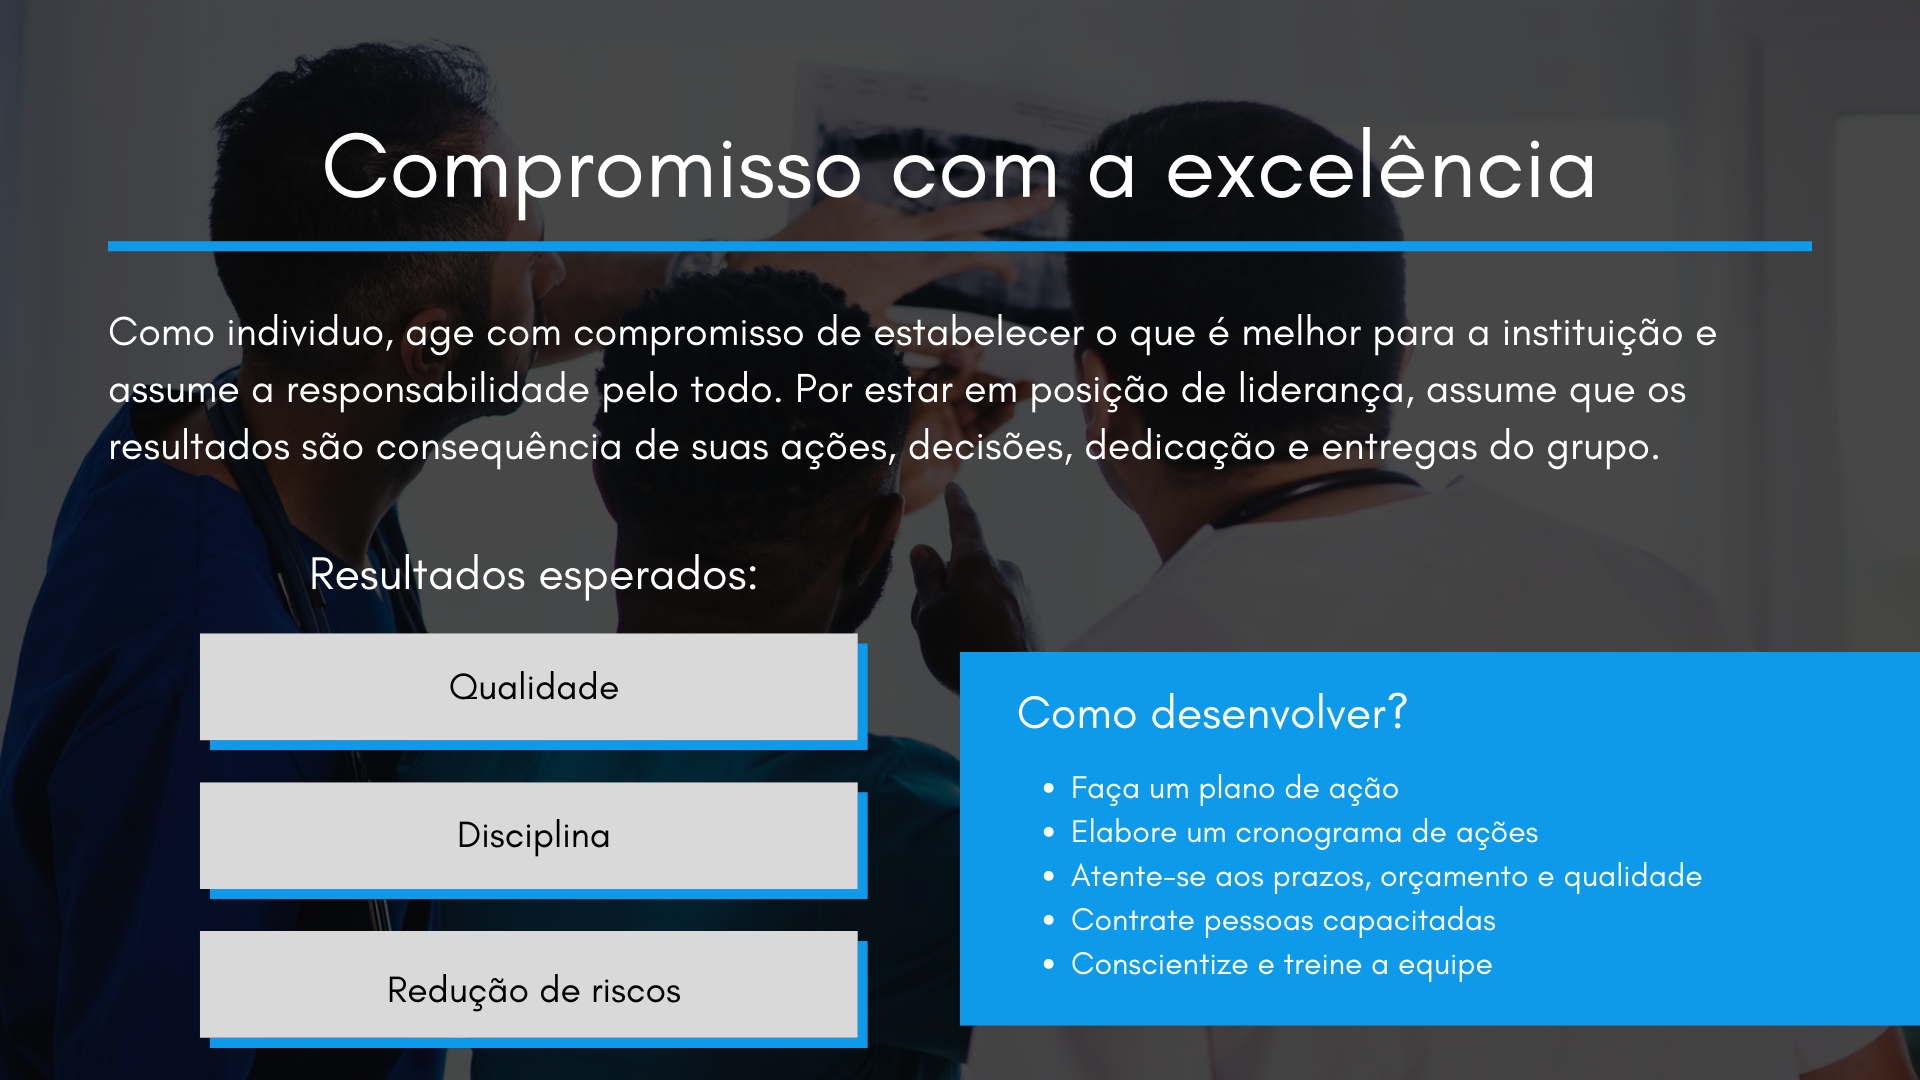 Compromisso com a excelência
Como individuo, age com compromisso de estabelecer o que é melhor para a instituição e
assume a responsabilidade pelo todo. Por estar em posição de liderança, assume que os
resultados são consequência de suas ações, decisões, dedicação e entregas do grupo.
Resultados esperados:
Qualidade
Disciplina
Redução de riscos
Como desenvolver?
• Faça um plano de ação
• Elabore um cronograma de ações
• Atente-se aos prazos, orçamento e qualidade
• Contrate pessoas capacitadas
• Conscientize e treine a equipe